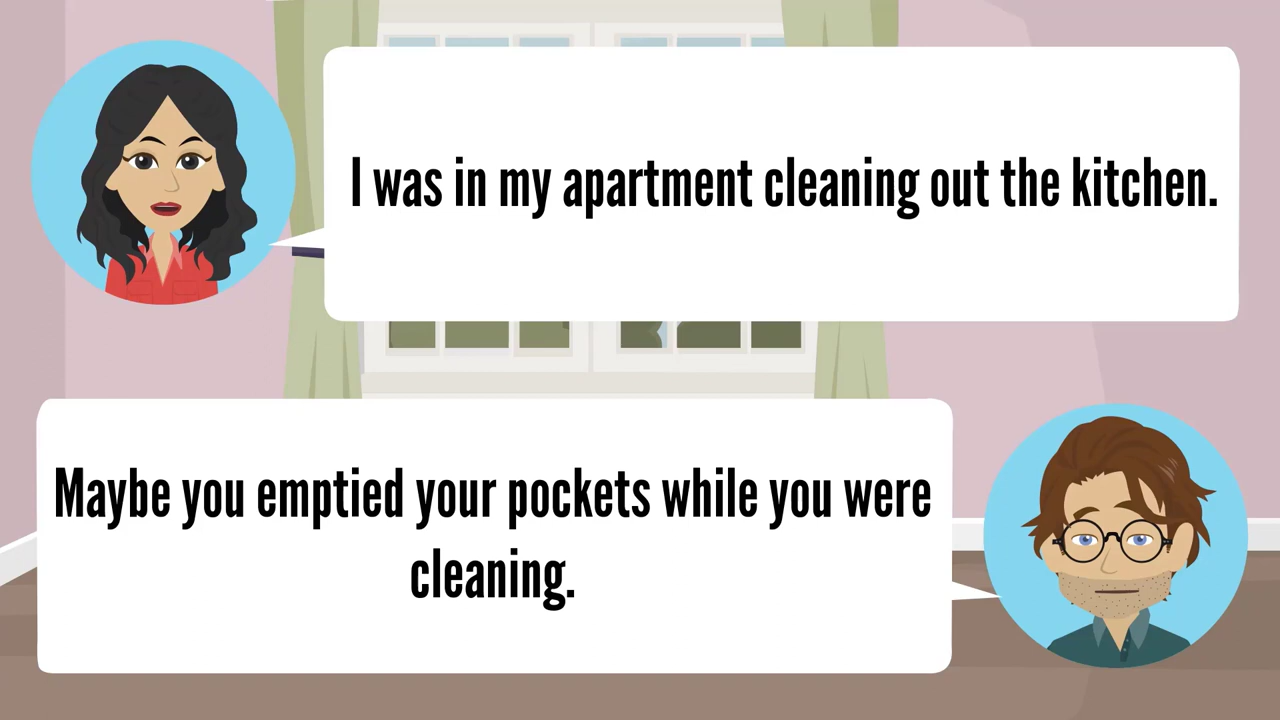 I was in my apartment cleaning out the kitchen.
Maybe you emptied your pockets while you were
cleaning.